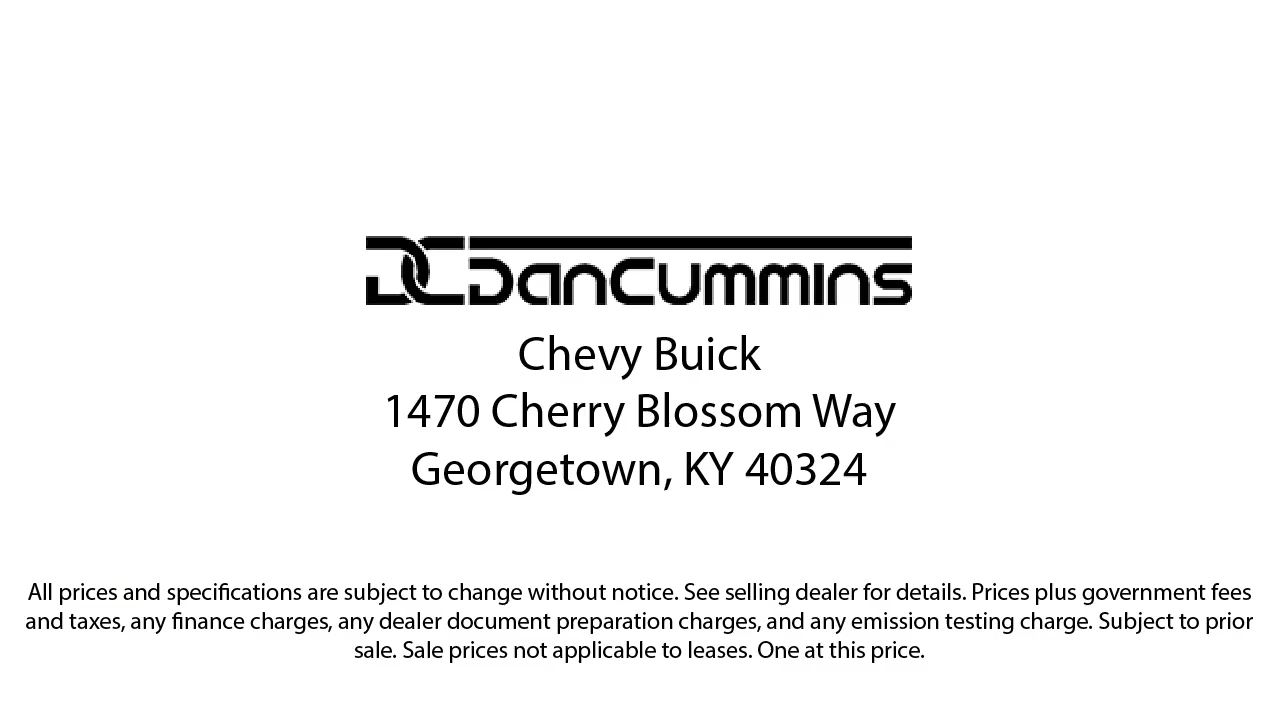 DC DanCummins
Chevy Buick
1470 Cherry Blossom Way
Georgetown, KY 40324
All prices and specifications are subject to change without notice. See selling dealer for details. Prices plus government fees
and taxes, any finance charges, any dealer document preparation charges, and any emission testing charge. Subject to prior
sale. Sale prices not applicable to leases. One at this price.